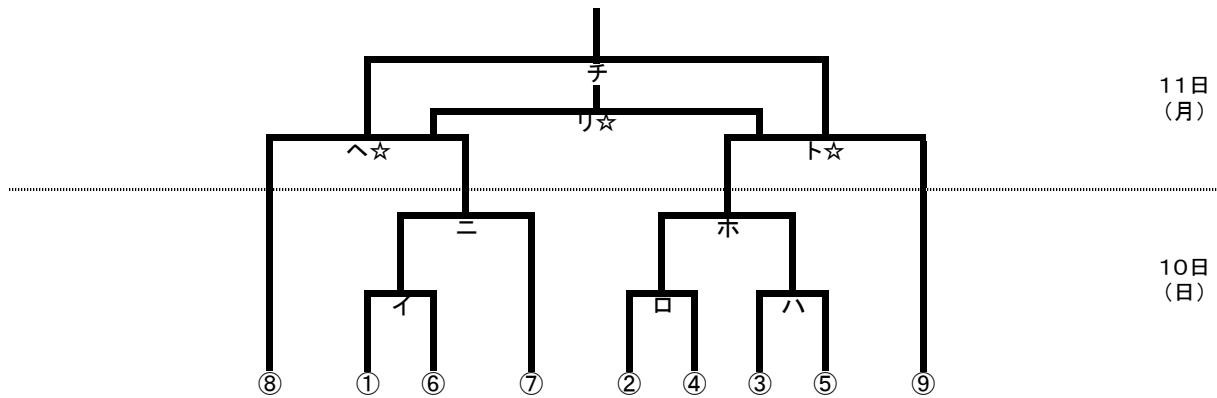 チ
11日
（月）
リ☆
ヘ☆
ト☆
ニ
ホ
10日
（日）
イ
ロ
ハ
⑧ ① ⑥ ⑦ ② ④ ③ ⑤ ⑨